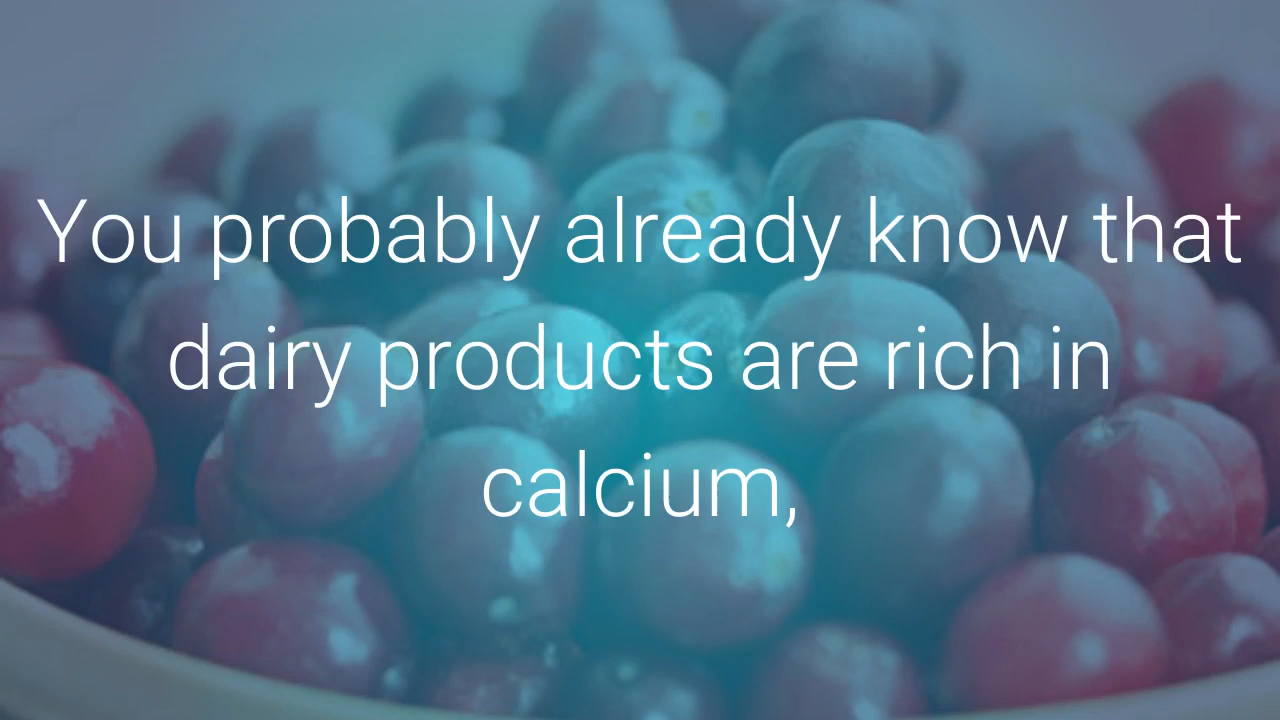 You probably already know that
dairy products are rich in
calcium,